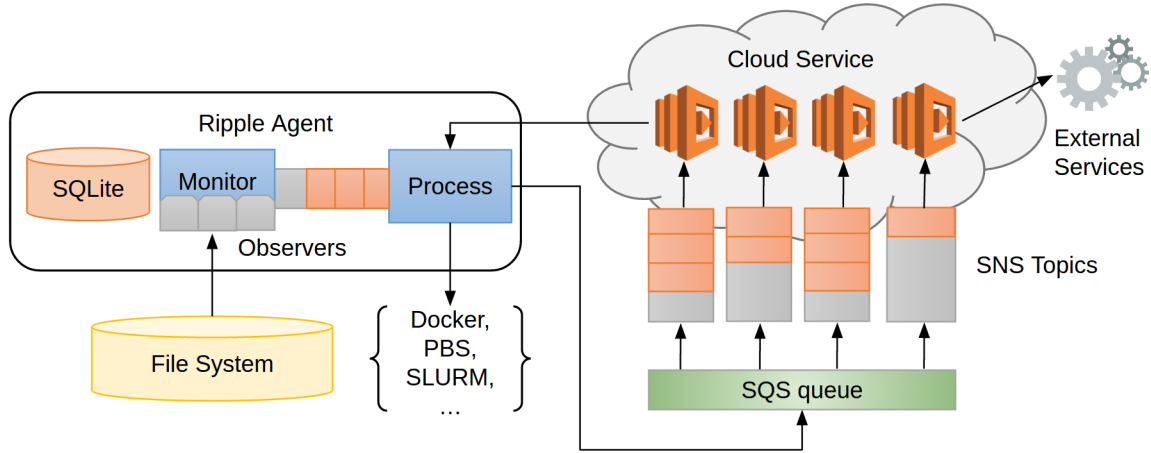 Cloud Service
Ripple Agent
SQLite
Monitor
Process
Observers
External
Services
SNS Topics
File System
Docker,
PBS,
SLURM,
...
SQS queue